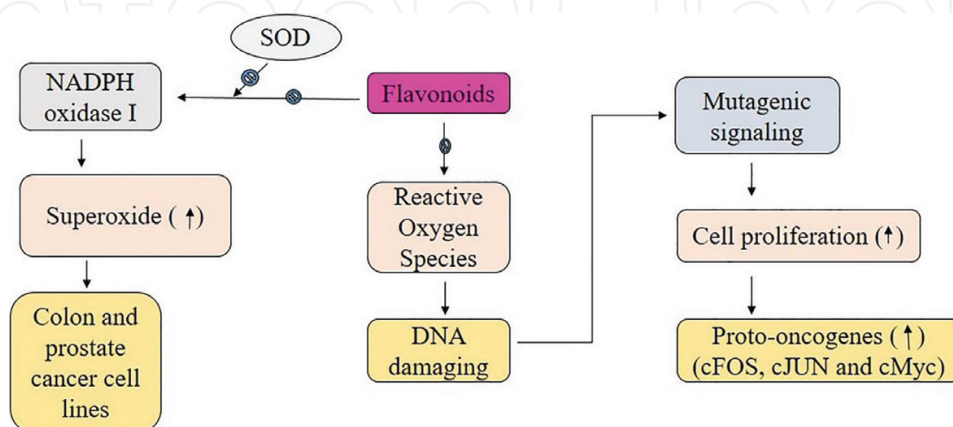 SOD
NADPH
oxidase I
Flavonoids
Mutagenic
signaling
Superoxide (↑)
Reactive
Oxygen
Species
Cell proliferation (↑)
Colon and
prostate
cancer cell
lines
DNA
damaging
Proto-oncogenes (↑)
(cFOS, cJUN and cMyc)